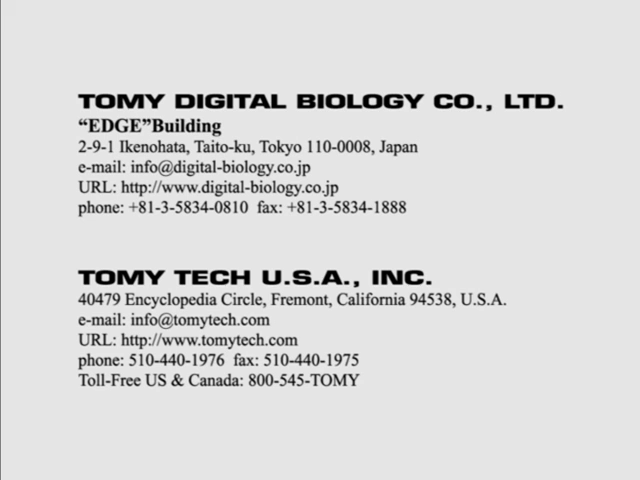 TOMY DIGITAL BIOLOGY CO., LTD.
“EDGE”Building
2-9-1 Ikenohata, Taito-ku, Tokyo 110-0008, Japan
e-mail: info@digital-biology.co.jp
URL: http://www.digital-biology.co.jp
phone: +81-3-5834-0810  fax: +81-3-5834-1888
TOMY TECH U.S.A., INC.
40479 Encyclopedia Circle, Fremont, California 94538, U.S.A.
e-mail: info@tomytech.com
URL: http://www.tomytech.com
phone: 510-440-1976  fax: 510-440-1975
Toll-Free US & Canada: 800-545-TOMY